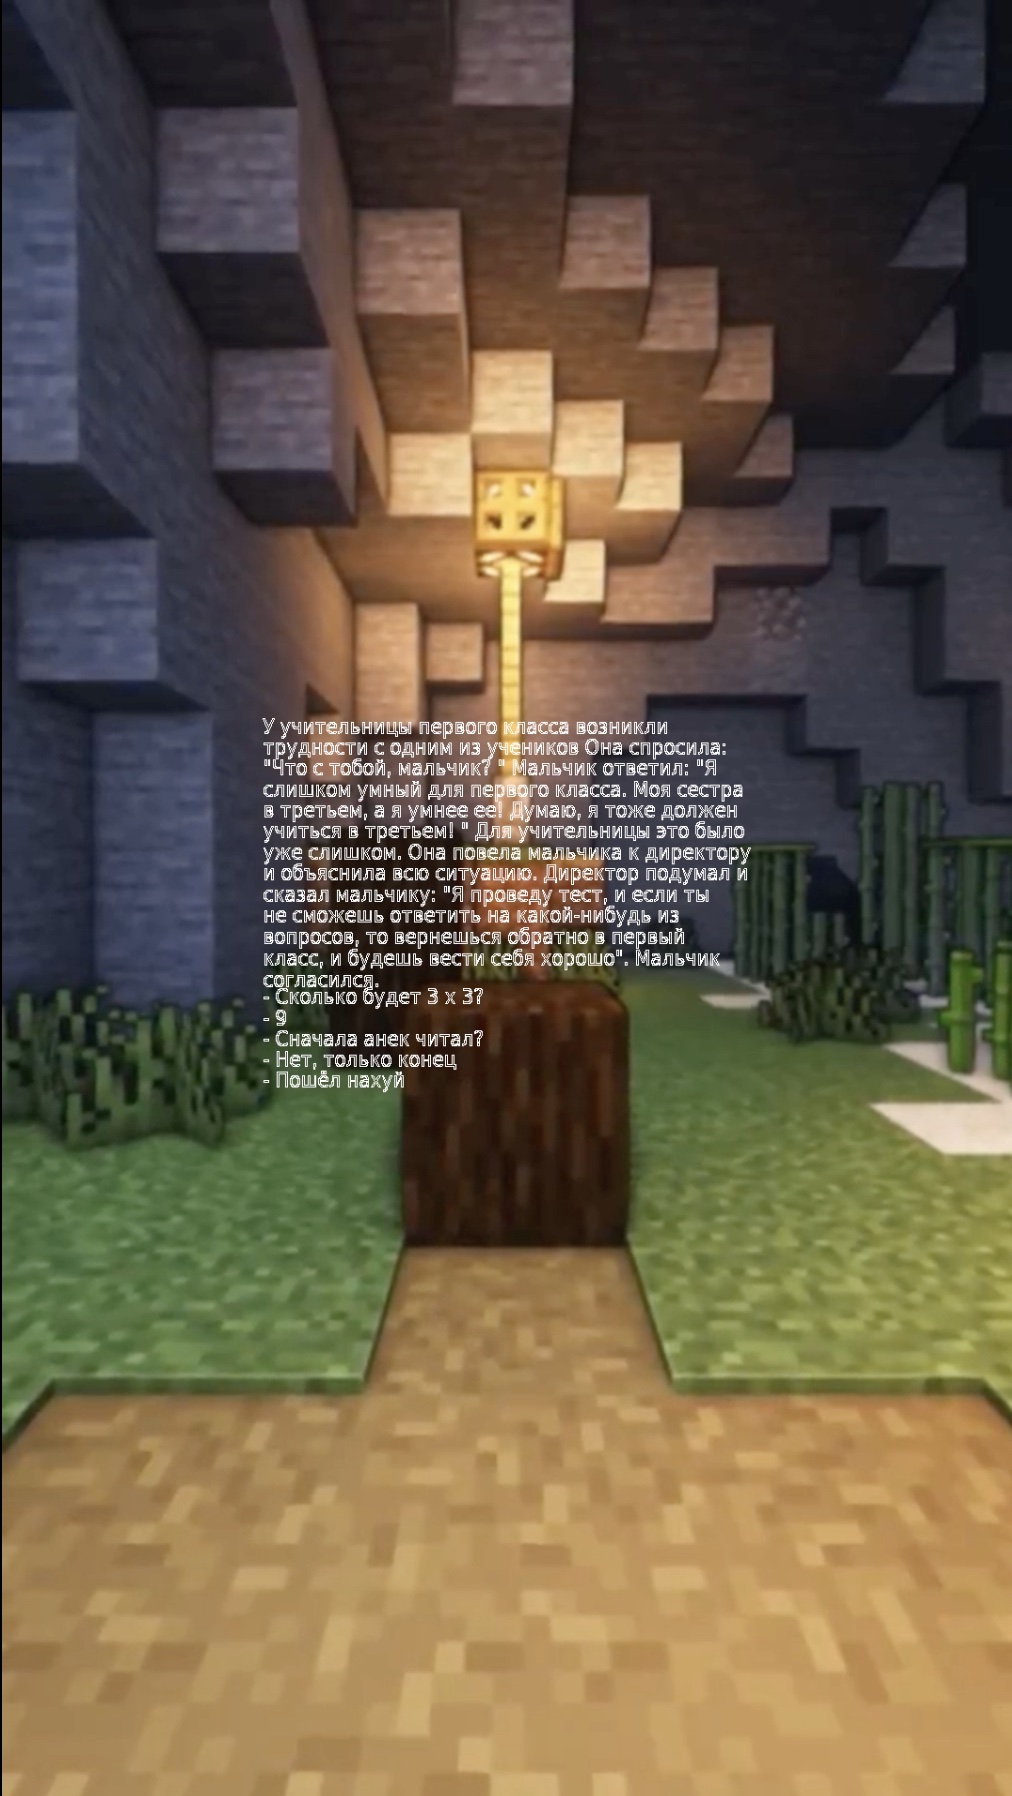 У учительницы первого класса возникли
трудности с одним из учеников Она спросила:
"Что с тобой, мальчик? " Мальчик ответил: "Я
слишком умный для первого класса. Моя сестра
в третьем, а я умнее ее! Думаю, я тоже должен
учиться в третьем! " Для учительницы это было
уже слишком. Она повела мальчика к директору
и объяснила всю ситуацию. Директор подумал и
сказал мальчику: "Я проведу тест, и если ты
не сможешь ответить на какой-нибудь из
вопросов, то вернешься обратно в первый
класс, и будешь вести себя хорошо". Мальчик
согласился.
- Сколько будет 3 x 3?
- 9
- Сначала анек читал?
- Нет, только конец
- Пошёл нахуй